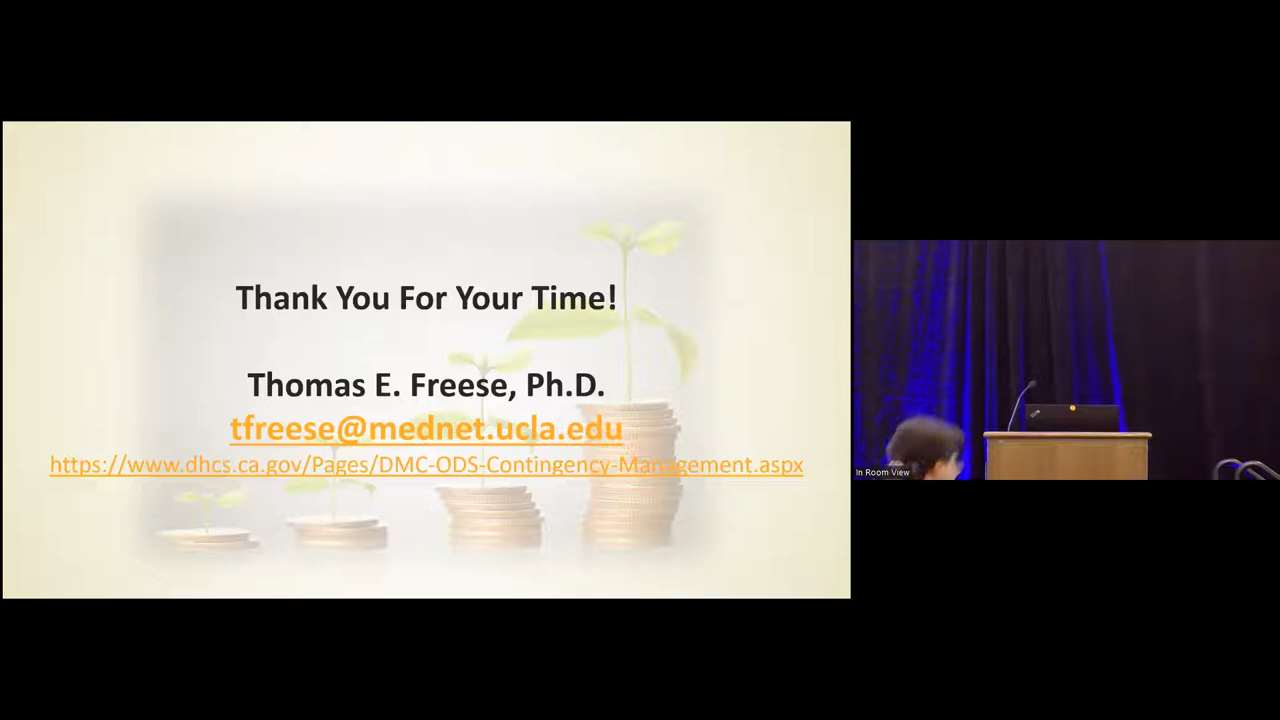 Thank You For Your Time!
Thomas E. Freese, Ph.D.
tfreese@mednet.ucla.edu
https://www.dhcs.ca.gov/Pages/DMC-ODS-Contingency-Management.aspx
In Room View